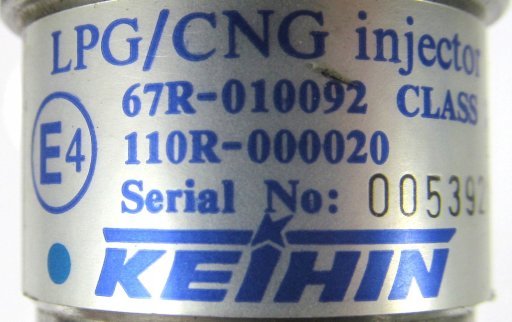 LPG/CNG injector
67R-010092 CLASS
E4
110R-000020
Serial No: 005392
KEIHIN